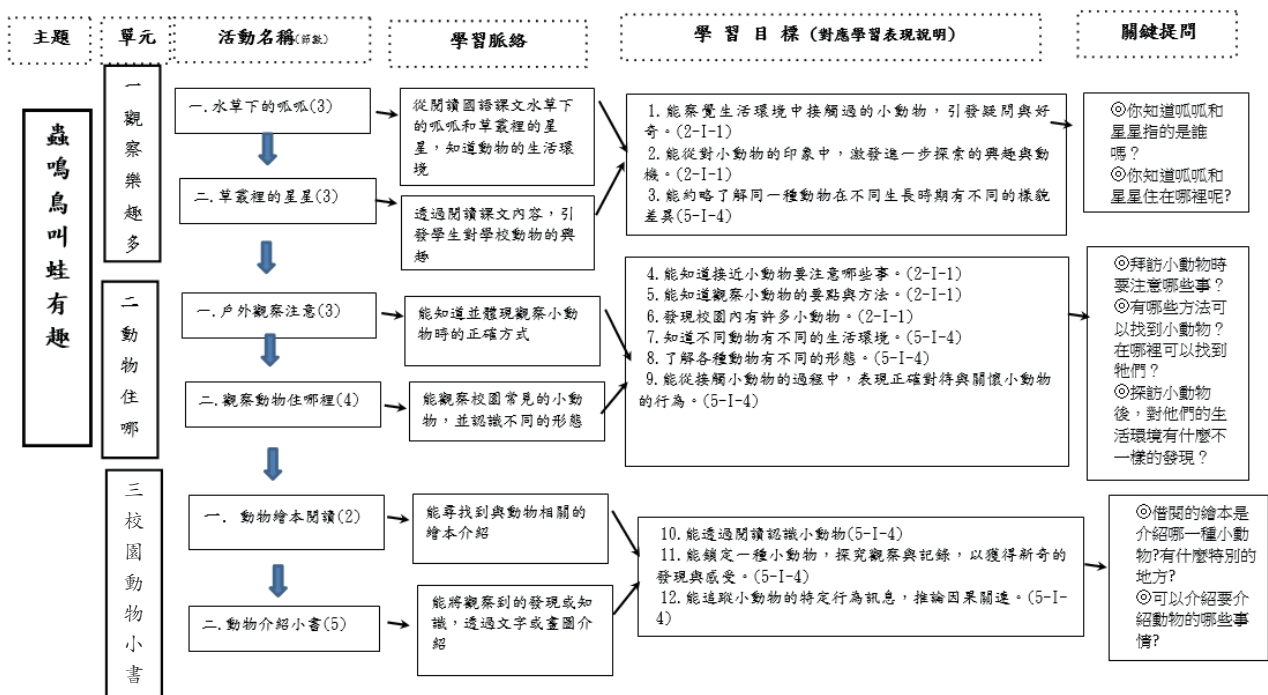 主題
單元
活動名稱(節數)
學習脈絡
學習目標(對應學習表現說明)
關鍵提問
蟲鳴鳥叫蛙有趣
一觀察樂趣多
一.水草下的呱呱(3)
從閱讀國語課文水草下
的呱呱和草叢裡的星
星,知道動物的生活環
境
二.草叢裡的星星(3)
透過閱讀課文內容,引
發學生對學校動物的興
趣
1.能察覺生活環境中接觸過的小動物,引發疑問與好
奇。(2-I-1)
2.能從對小動物的印象中,激發進一步探索的興趣與動
機。(2-I-1)
3.能約略了解同一種動物在不同生長時期有不同的樣貌
差異(5-I-4)
◎你知道呱呱和
星星指的是誰
嗎?
◎你知道呱呱和
星星住在哪裡呢?
二動物住哪
一.戶外觀察注意(3)
能知道並體現觀察小動
物時的正確方式
二.觀察動物住哪裡(4)
能觀察校園常見的小動
物,並認識不同的形態
4.能知道接近小動物要注意哪些事。(2-I-1)
5.能知道觀察小動物的要點與方法。(2-I-1)
6.發現校園內有許多小動物。(2-I-1)
7.知道不同動物有不同的生活環境。(5-I-4)
8.了解各種動物有不同的形態。(5-I-4)
9.能從接觸小動物的過程中,表現正確對待與關懷小動物
的行為。(5-I-4)
◎拜訪小動物時
要注意哪些事?
◎有哪些方法可
以找到小動物?
在哪裡可以找到
牠們?
◎探訪小動物
後,對他們的生
活環境有什麼不
一樣的發現?
三校園動物小書
一. 動物繪本閱讀(2)
能尋找到與動物相關的
繪本介紹
二.動物介紹小書(5)
能將觀察到的發現或知
識,透過文字或畫圖介
紹
10.能透過閱讀認識小動物(5-I-4)
11.能鎖定一種小動物,探究觀察與記錄,以獲得新奇的
發現與感受。(5-I-4)
12.能追蹤小動物的特定行為訊息,推論因果關連。(5-I-
4)
◎借閱的繪本是
介紹哪一種小動
物?有什麼特別的
地方?
◎可以介紹要介
紹動物的哪些事
情?